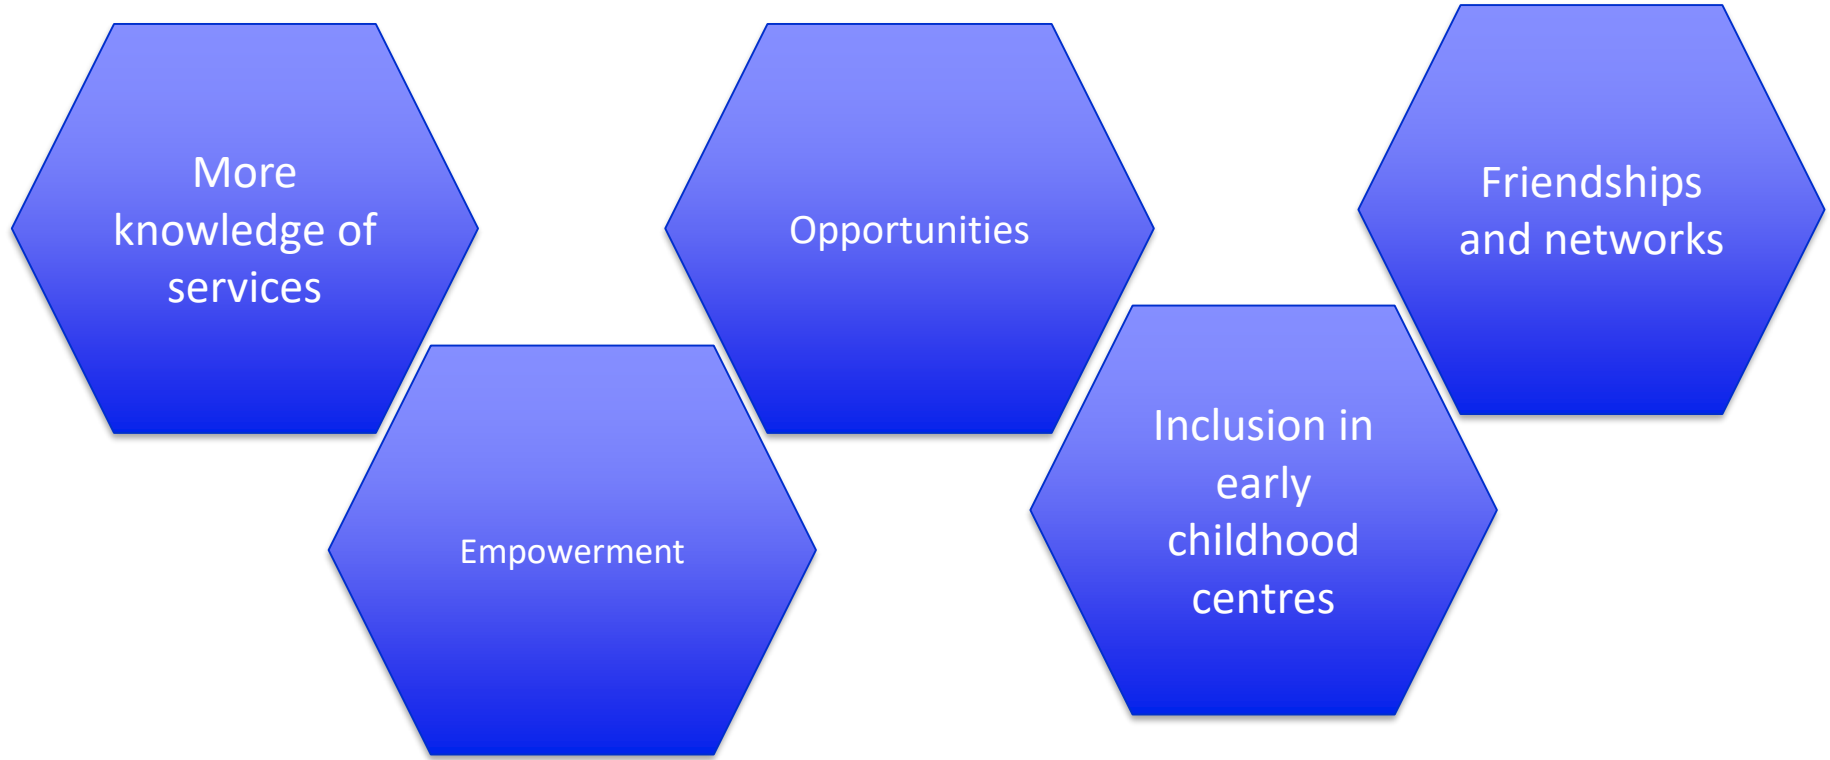 More
knowledge of
services
Empowerment
Opportunities
Inclusion in
early
childhood
centres
Friendships
and networks